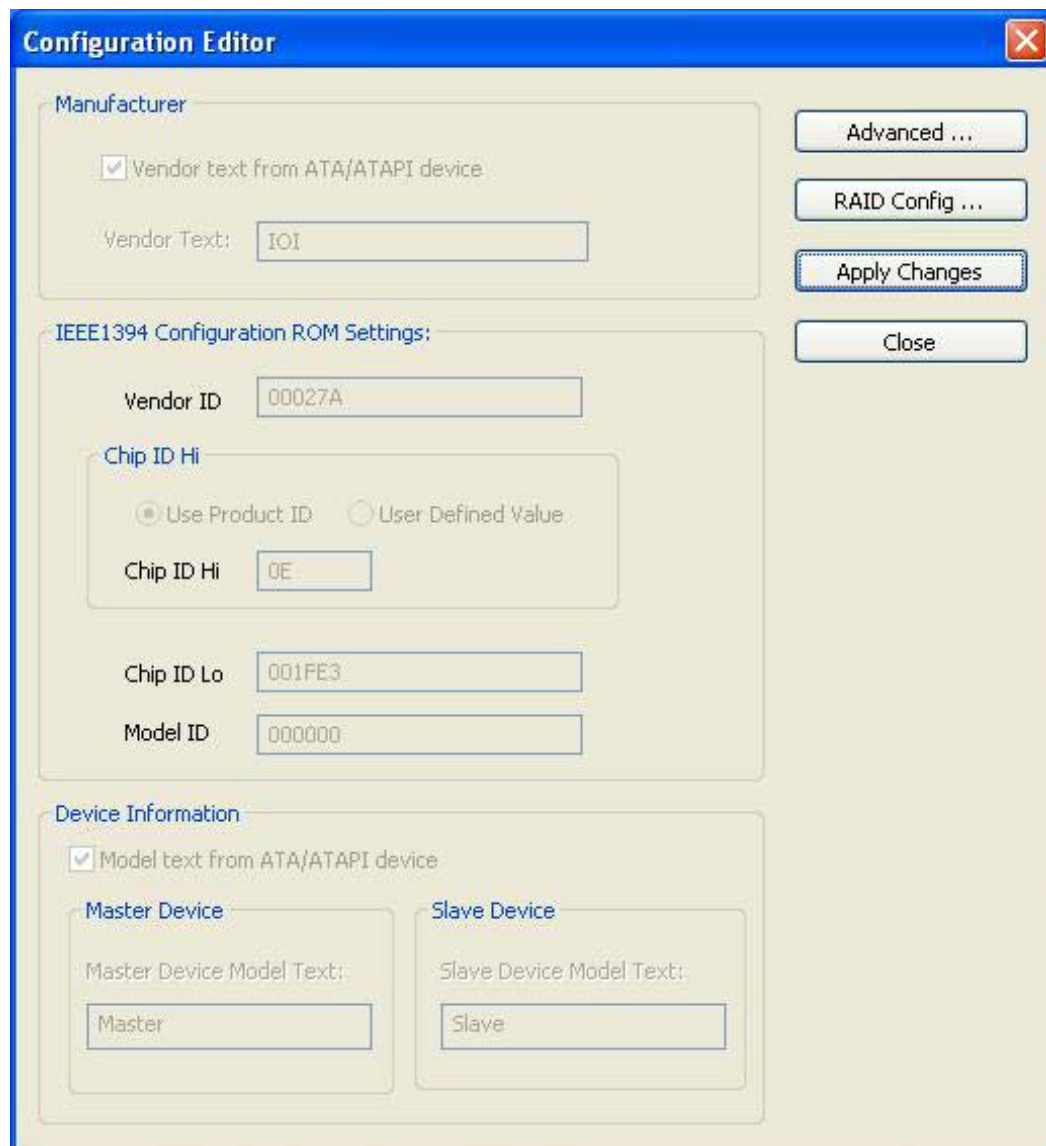 Configuration Editor
Manufacturer
Vendor text from ATA/ATAPI device
Vendor Text: IOI
Advanced ...
RAID Config ...
Apply Changes
Close
IEEE1394 Configuration ROM Settings:
Vendor ID 00027A
Chip ID Hi
Use Product ID User Defined Value
Chip ID Hi 0E
Chip ID Lo 001FE3
Model ID 000000
Device Information
Model text from ATA/ATAPI device
Master Device
Master Device Model Text:
Master
Slave Device
Slave Device Model Text:
Slave